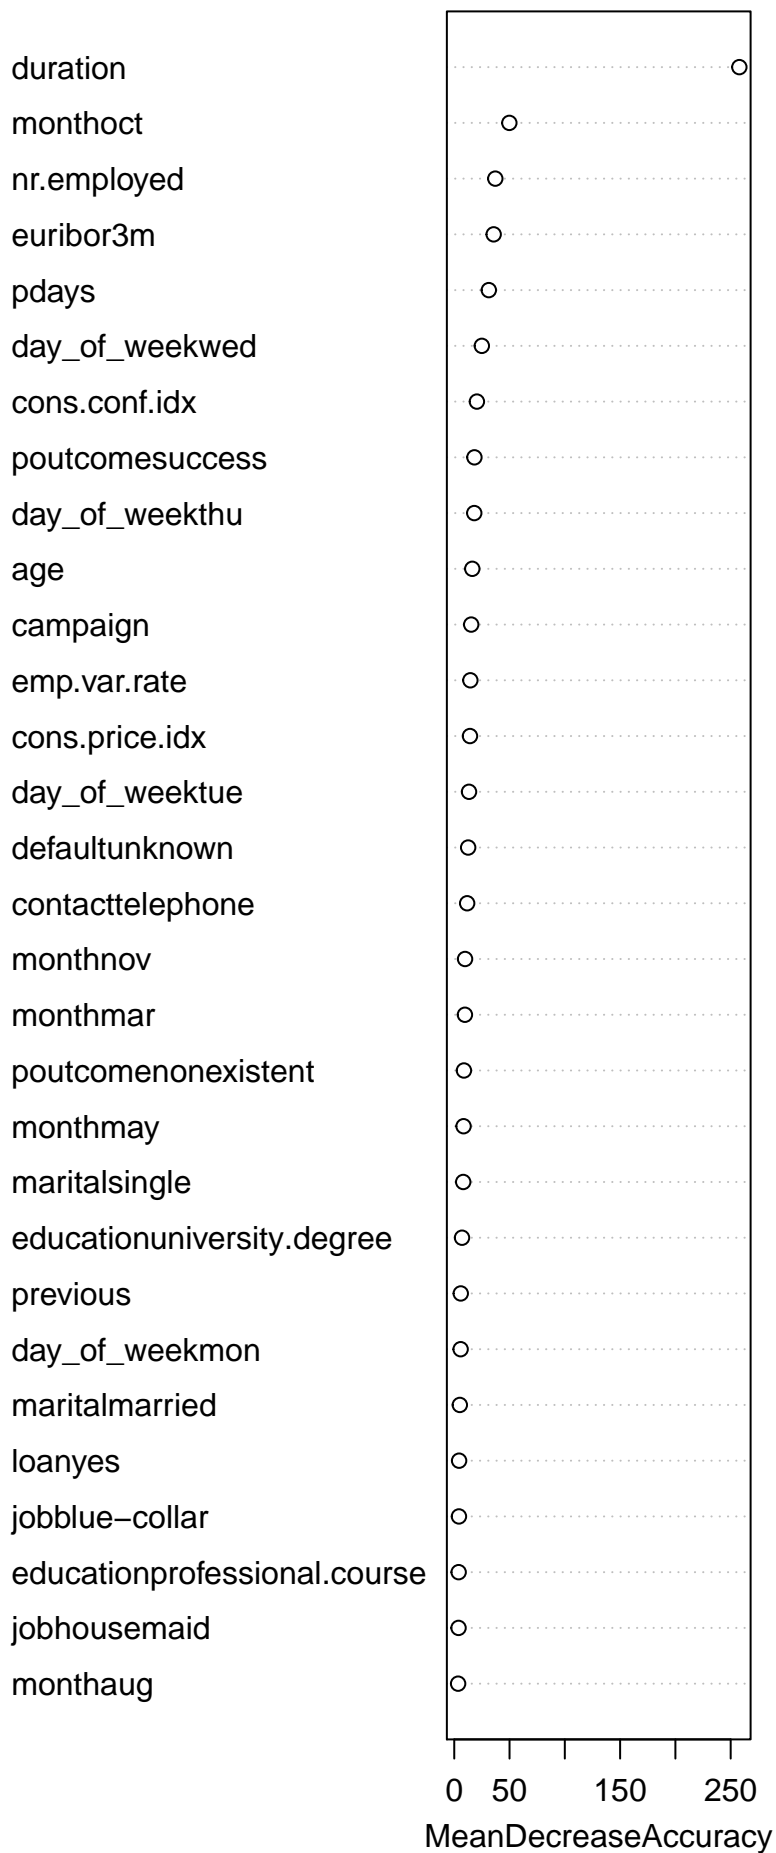 duration
monthoct
nr.employed
euribor3m
pdays
day_of_weekwed
cons.conf.idx
poutcomesuccess
day_of_weekthu
age
campaign
emp.var.rate
cons.price.idx
day_of_weektue
defaultunknown
contacttelephone
monthnov
monthmar
poutcomenonexistent
monthmay
maritalsingle
educationuniversity.degree
previous
day_of_weekmon
maritalmarried
loanyes
jobblue−collar
educationprofessional.course
jobhousemaid
monthaug
0 50 150 250
MeanDecreaseAccuracy